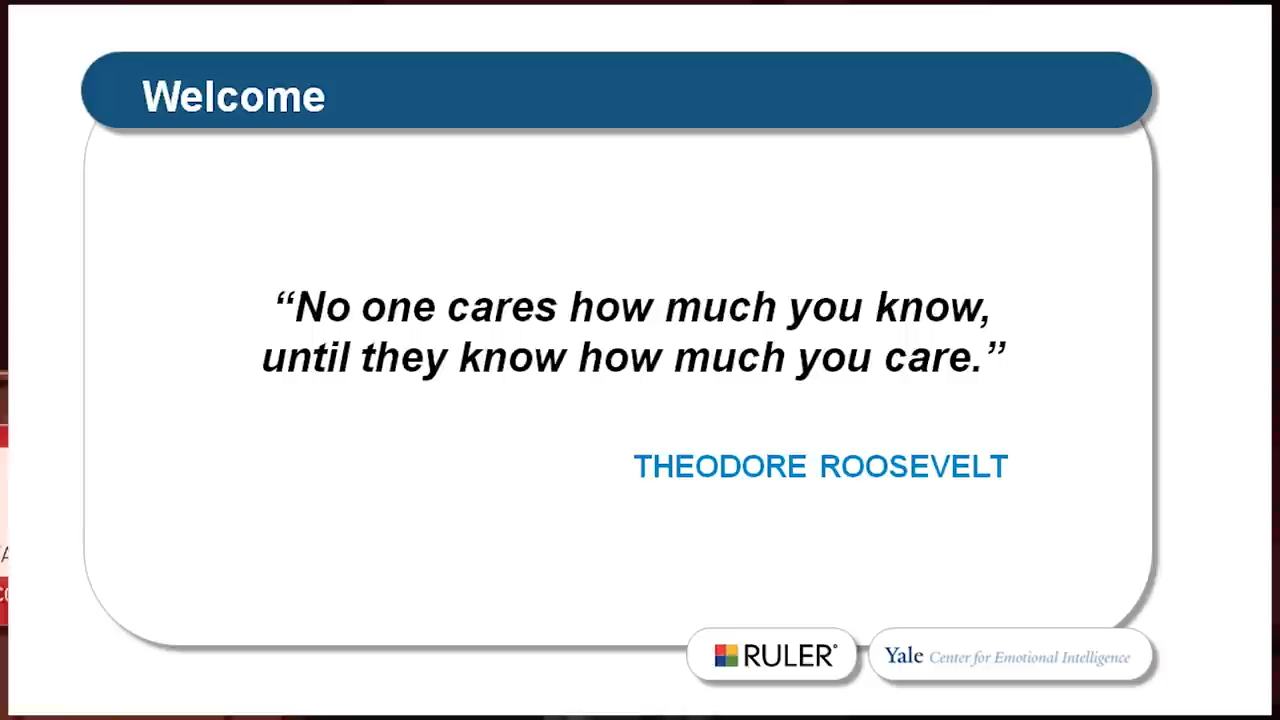 Welcome
“No one cares how much you know,
until they know how much you care.”
THEODORE ROOSEVELT
RULER®
Yale Center for Emotional Intelligence